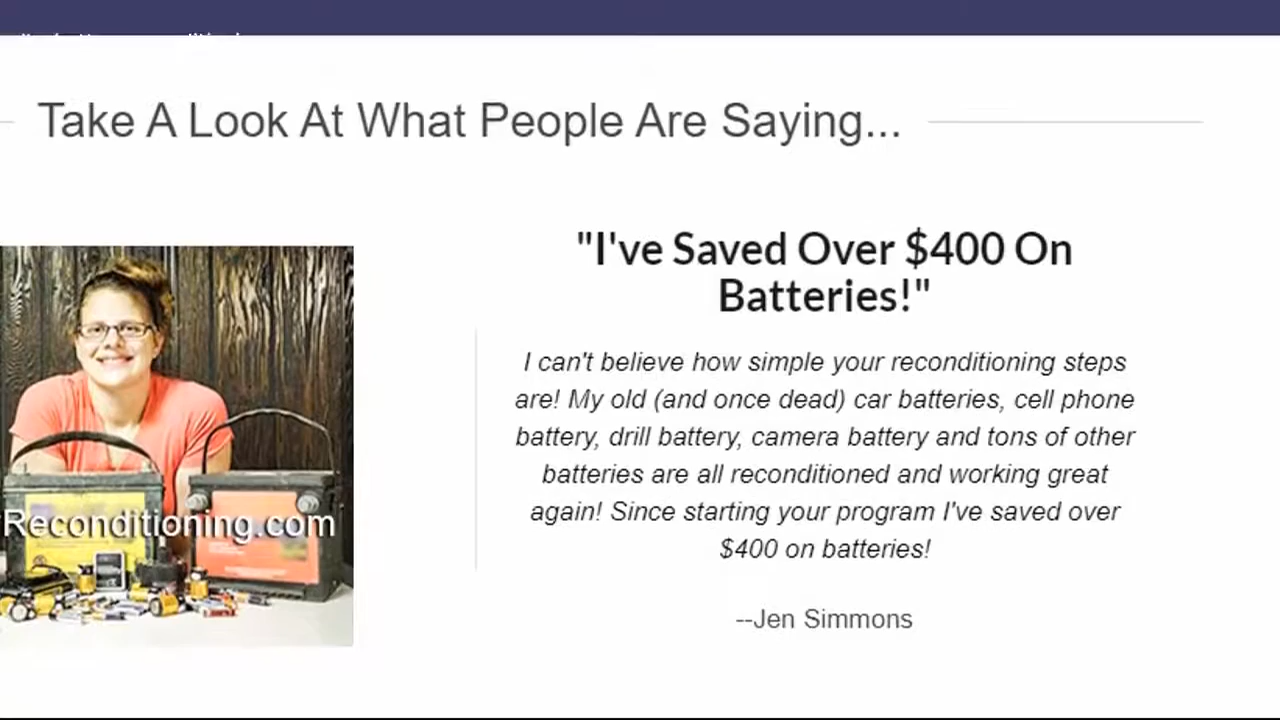 Take A Look At What People Are Saying...
"I've Saved Over $400 On
Batteries!"
I can't believe how simple your reconditioning steps
are! My old (and once dead) car batteries, cell phone
battery, drill battery, camera battery and tons of other
batteries are all reconditioned and working great
again! Since starting your program I've saved over
$400 on batteries!
Reconditioning.com
--Jen Simmons